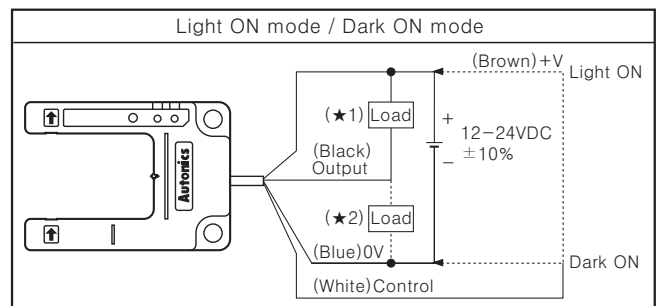 Light ON mode / Dark ON mode
(Brown)+V
Light ON
(★1) Load
+
12-24VDC
±10%
−
(Black)
Output
Autonics
(★2) Load
(Blue)0V
Dark ON
(White)Control